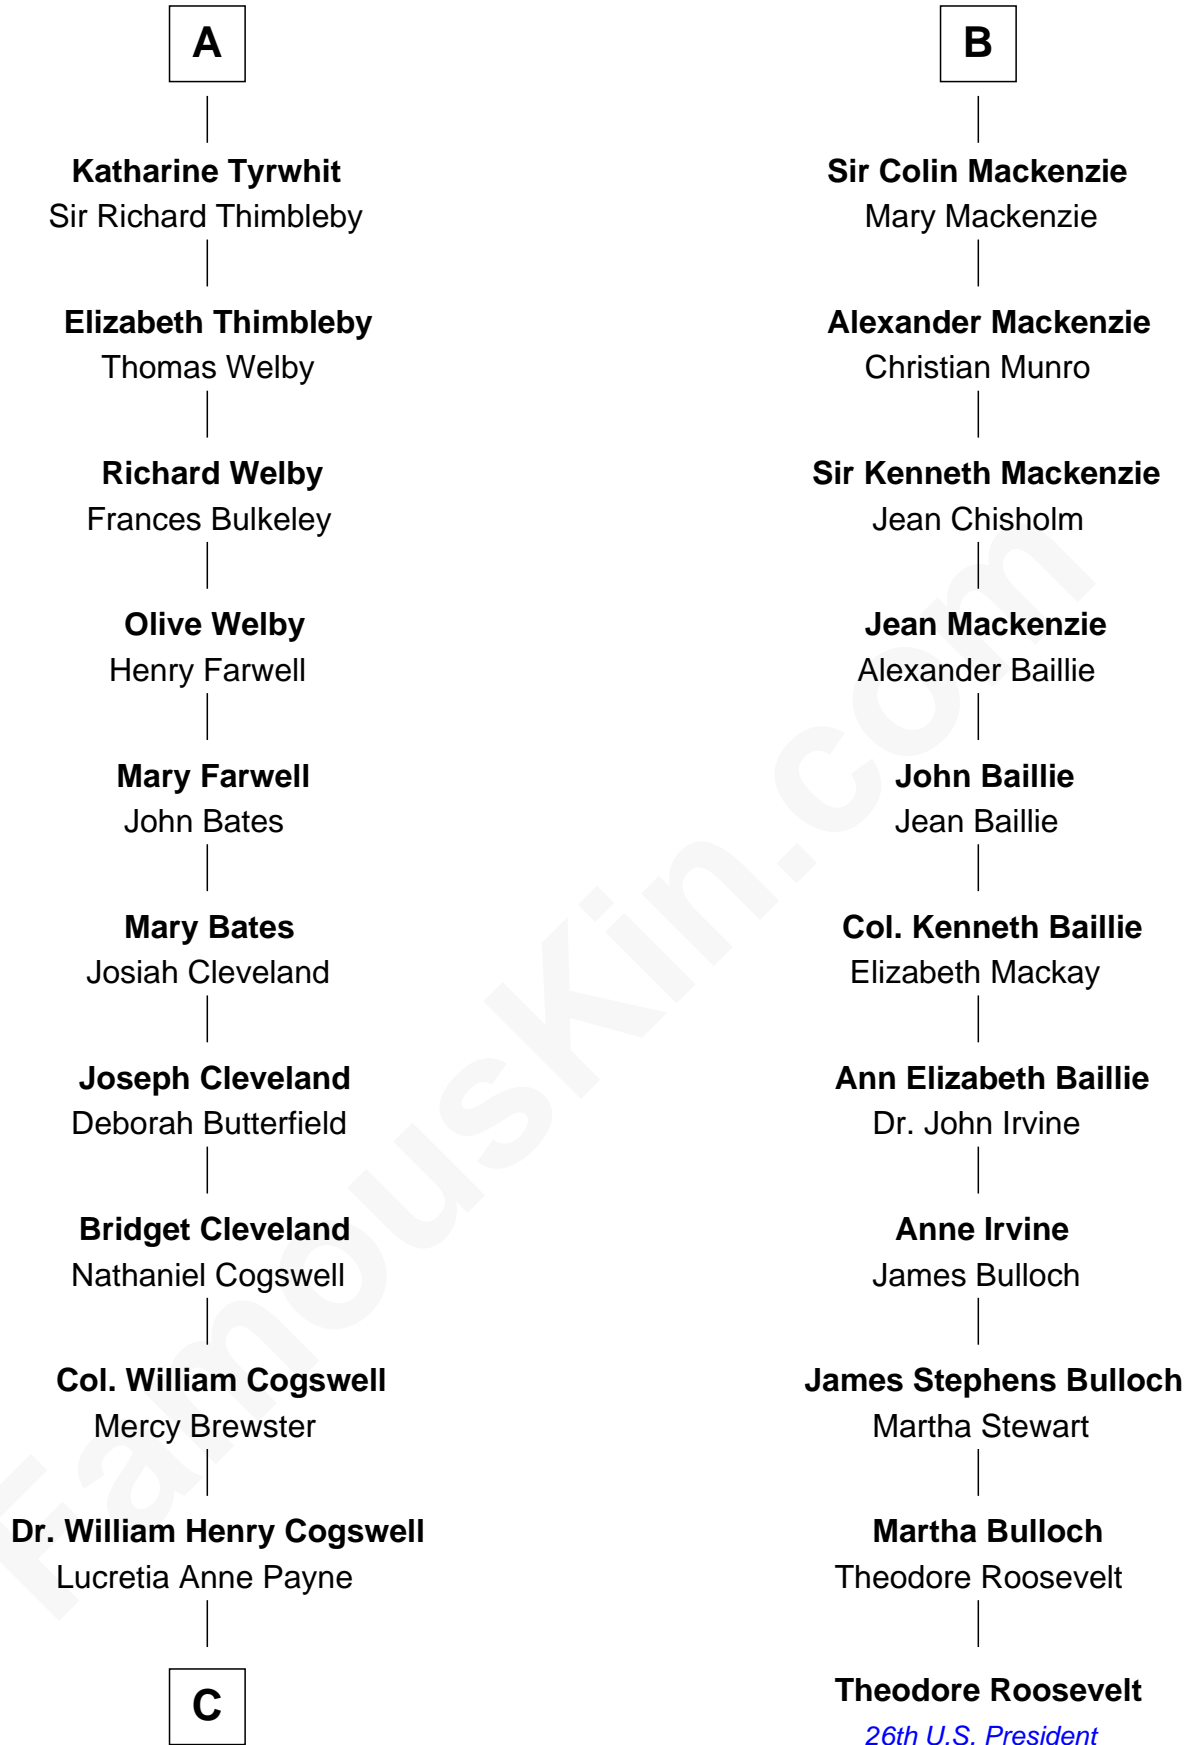 A
Katharine Tyrwhit
Sir Richard Thimbleby
Elizabeth Thimbleby
Thomas Welby
Richard Welby
Frances Bulkeley
Olive Welby
Henry Farwell
Mary Farwell
John Bates
Mary Bates
Josiah Cleveland
Joseph Cleveland
Deborah Butterfield
Bridget Cleveland
Nathaniel Cogswell
Col. William Cogswell
Mercy Brewster
Dr. William Henry Cogswell
Lucretia Anne Payne
C
B
Sir Colin Mackenzie
Mary Mackenzie
Alexander Mackenzie
Christian Munro
Sir Kenneth Mackenzie
Jean Chisholm
Jean Mackenzie
Alexander Baillie
John Baillie
Jean Baillie
Col. Kenneth Baillie
Elizabeth Mackay
Ann Elizabeth Baillie
Dr. John Irvine
Anne Irvine
James Bulloch
James Stephens Bulloch
Martha Stewart
Martha Bulloch
Theodore Roosevelt
Theodore Roosevelt
26th U.S. President
FamousKin.com